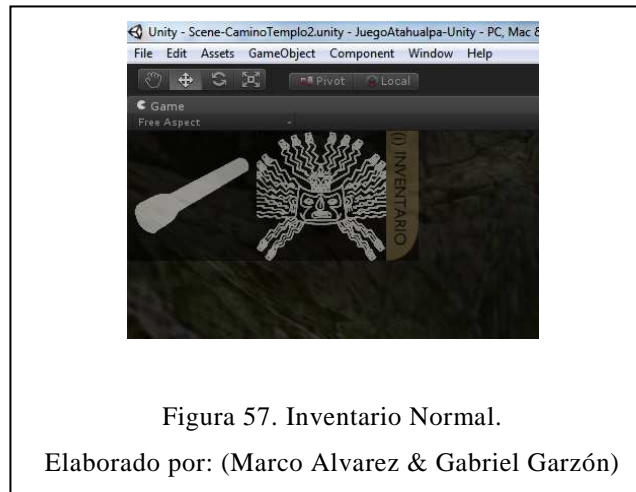 Unity - Scene-CaminoTemplo2.unity - JuegoAtahualpa-Unity - PC, Mac &
File Edit Assets GameObject Component Window Help
Pivot Local
Game
Free Aspect
(i) INVENTARIO
Figura 57. Inventario Normal.
Elaborado por: (Marco Alvarez & Gabriel Garzón)